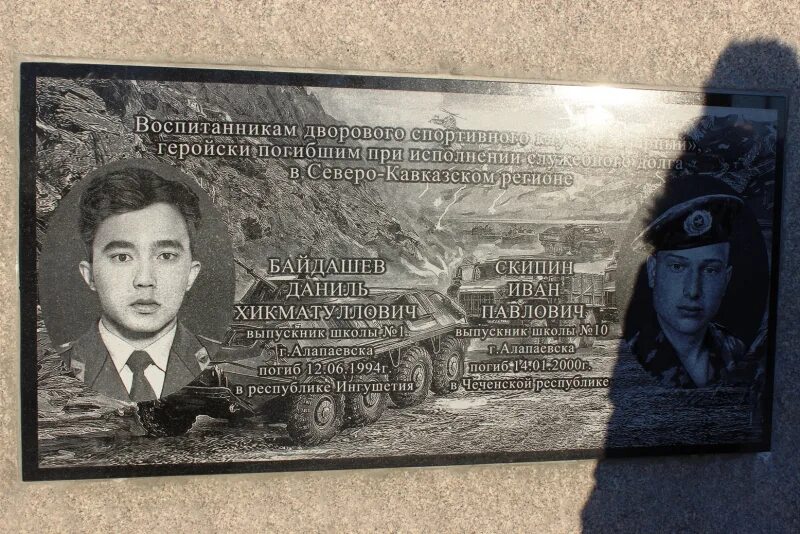 Воспитанникам дворового спортивного
геройски погибшим при исполнении служебного долга
в Северо-Кавказском регионе
БАЙДАШЕВ
ДАНИЛЬ
ХИКМАТУЛЛОВИЧ
выпускник школы №1
г.Алапаевска
погиб 12.06.1994г.
в республике Ингушетия
СКИПИН
ИВАН
ПАВЛОВИЧ
выпускник школы №10
г.Алапаевска
погиб 14.01.2000г.
в Чеченской республике